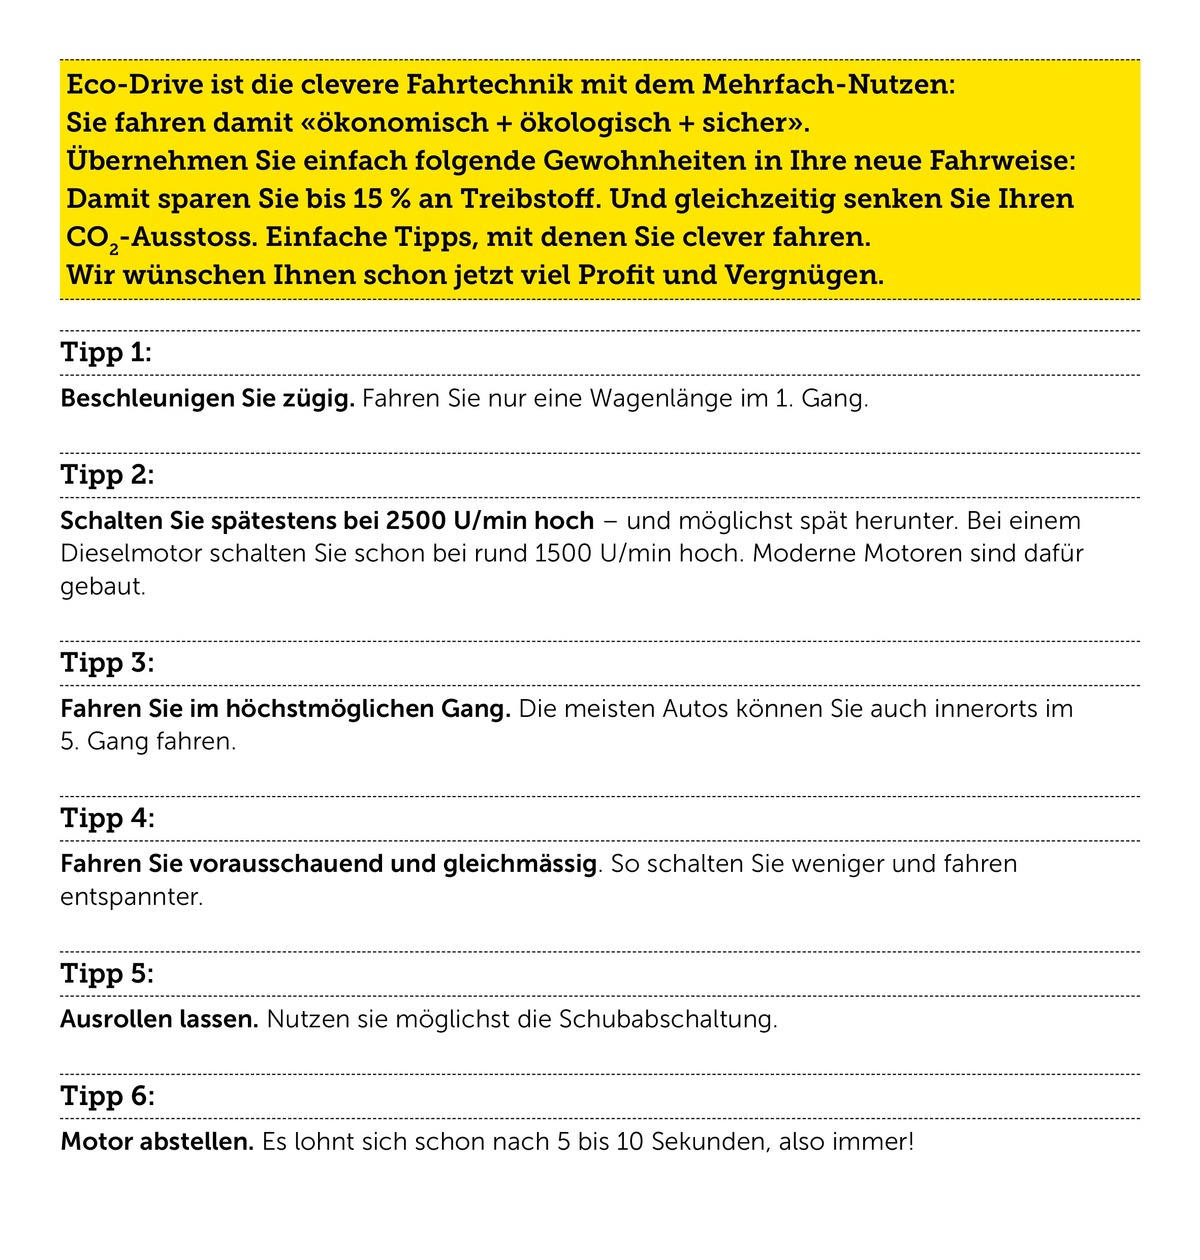 Eco-Drive ist die clevere Fahrtechnik mit dem Mehrfach-Nutzen:
Sie fahren damit «ökonomisch + ökologisch + sicher».
Übernehmen Sie einfach folgende Gewohnheiten in Ihre neue Fahrweise:
Damit sparen Sie bis 15 % an Treibstoff. Und gleichzeitig senken Sie Ihren
CO₂-Ausstoss. Einfache Tipps, mit denen Sie clever fahren.
Wir wünschen Ihnen schon jetzt viel Profit und Vergnügen.
Tipp 1:
Beschleunigen Sie zügig. Fahren Sie nur eine Wagenlänge im 1. Gang.
Tipp 2:
Schalten Sie spätestens bei 2500 U/min hoch – und möglichst spät herunter. Bei einem
Dieselmotor schalten Sie schon bei rund 1500 U/min hoch. Moderne Motoren sind dafür
gebaut.
Tipp 3:
Fahren Sie im höchstmöglichen Gang. Die meisten Autos können Sie auch innerorts im
5. Gang fahren.
Tipp 4:
Fahren Sie vorausschauend und gleichmässig. So schalten Sie weniger und fahren
entspannter.
Tipp 5:
Ausrollen lassen. Nutzen sie möglichst die Schubabschaltung.
Tipp 6:
Motor abstellen. Es lohnt sich schon nach 5 bis 10 Sekunden, also immer!